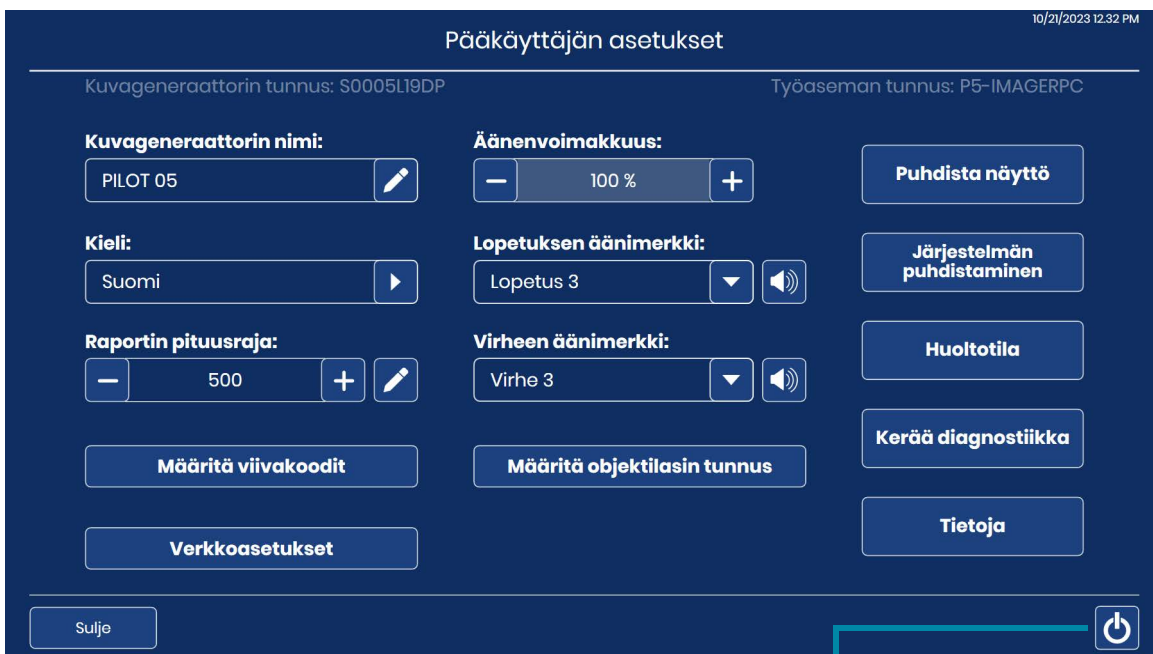 10/21/2023 12.32 PM
Pääkäyttäjän asetukset
Kuvageneraattorin tunnus: S0005L19DP
Työaseman tunnus: P5-IMAGERPC
Kuvageneraattorin nimi:
PILOT 05
Kieli:
Suomi
Raportin pituusraja:
500
Määritä viivakoodit
Verkkoasetukset
Äänenvoimakkuus:
100 %
Lopetuksen äänimerkki:
Lopetus 3
Virheen äänimerkki:
Virhe 3
Määritä objektilasin tunnus
Puhdista näyttö
Järjestelmän
puhdistaminen
Huoltotila
Kerää diagnostiikka
Tietoja
Sulje